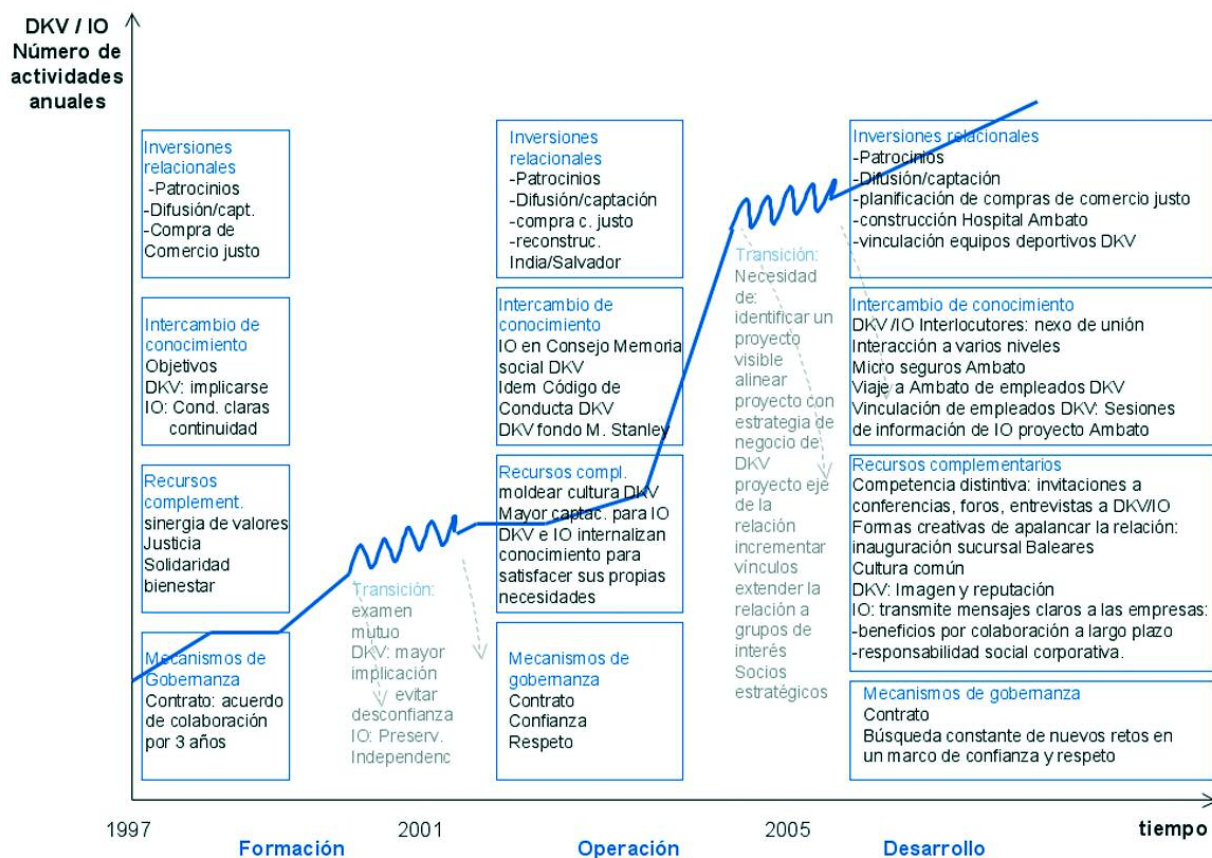 DKV / IO
Número de
actividades
anuales
Inversiones
relacionales
-Patrocinios
-Difusión/capt.
-Compra de
Comercio justo
Intercambio de
conocimiento
Objetivos
DKV: implicarse
IO: Cond. claras
continuidad
Recursos
complement.
sinergia de valores
Justicia
Solidaridad
bienestar
Mecanismos de
Gobernanza
Contrato: acuerdo
de colaboración
por 3 años
Transición:
examen
mutuo
DKV: mayor
implicación
evitar
desconfianza
IO: Preserv.
Independenc
Inversiones
relacionales
-Patrocinios
-Difusión/captación
-compra c. justo
-reconstruc.
India/Salvador
Intercambio de
conocimiento
IO en Consejo Memoria
social DKV
Idem Código de
Conducta DKV
DKV fondo M. Stanley
Recursos compl.
moldear cultura DKV
Mayor captac. para IO
DKV e IO internalizan
conocimiento para
satisfacer sus propias
necesidades
Mecanismos de
gobernanza
Contrato
Confianza
Respeto
Transición:
Necesidad
de:
identificar un
proyecto
visible
alinear
proyecto con
estrategia de
negocio de
DKV
proyecto eje
de la
relación
incrementar
vínculos
extender la
relación a
grupos de
interés
Socios
estratégicos
Inversiones relacionales
-Patrocinios
-Difusión/captación
-planificación de compras de comercio justo
-construcción Hospital Ambato
-vinculación equipos deportivos DKV
Intercambio de conocimiento
DKV/IO Interlocutores: nexo de unión
Interacción a varios niveles
Micro seguros Ambato
Viaje a Ambato de empleados DKV
Vinculación de empleados DKV: Sesiones
de información de IO proyecto Ambato
Recursos complementarios
Competencia distintiva: invitaciones a
conferencias, foros, entrevistas a DKV/IO
Formas creativas de apalancar la relación:
inauguración sucursal Baleares
Cultura común
DKV: Imagen y reputación
IO: transmite mensajes claros a las empresas:
-beneficios por colaboración a largo plazo
-responsabilidad social corporativa.
Mecanismos de gobernanza
Contrato
Búsqueda constante de nuevos retos en
un marco de confianza y respeto
1997
2001
2005
tiempo
Formación
Operación
Desarrollo